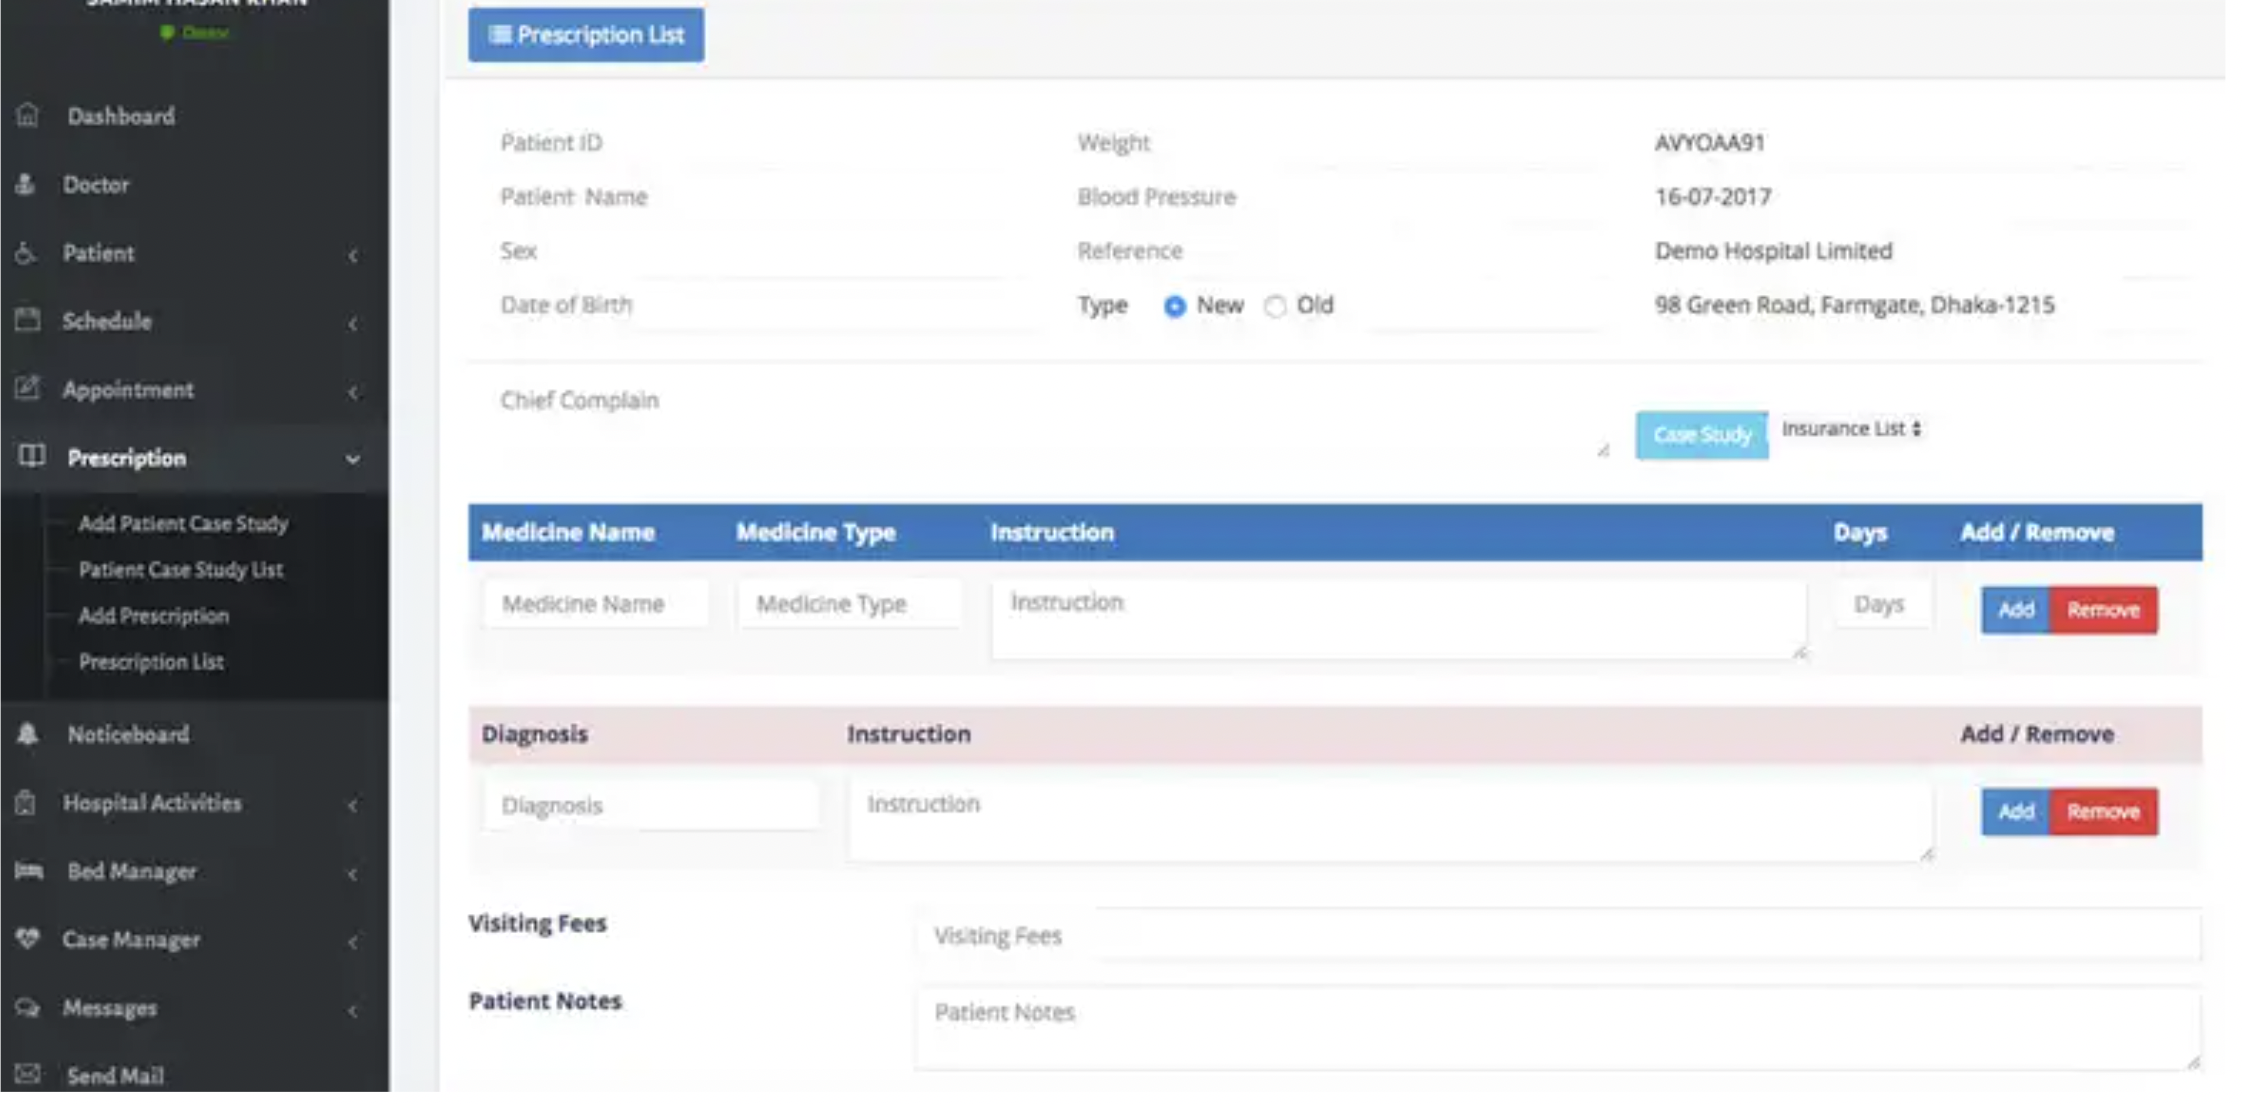 SAMIM HASAN KHAN
Doctor
Dashboard
Doctor
Patient
Schedule
Appointment
Prescription
Add Patient Case Study
Patient Case Study List
Add Prescription
Prescription List
Noticeboard
Hospital Activities
Bed Manager
Case Manager
Messages
Send Mail
Prescription List
Patient ID Weight AVYOAA91
Patient Name Blood Pressure 16-07-2017
Sex Reference Demo Hospital Limited
Date of Birth Type New Old 98 Green Road, Farmgate, Dhaka-1215
Chief Complain
Case Study Insurance List
Medicine Name Medicine Type Instruction Days Add / Remove
Medicine Name Medicine Type Instruction Days Add Remove
Diagnosis Instruction Add / Remove
Diagnosis Instruction Add Remove
Visiting Fees Visiting Fees
Patient Notes Patient Notes